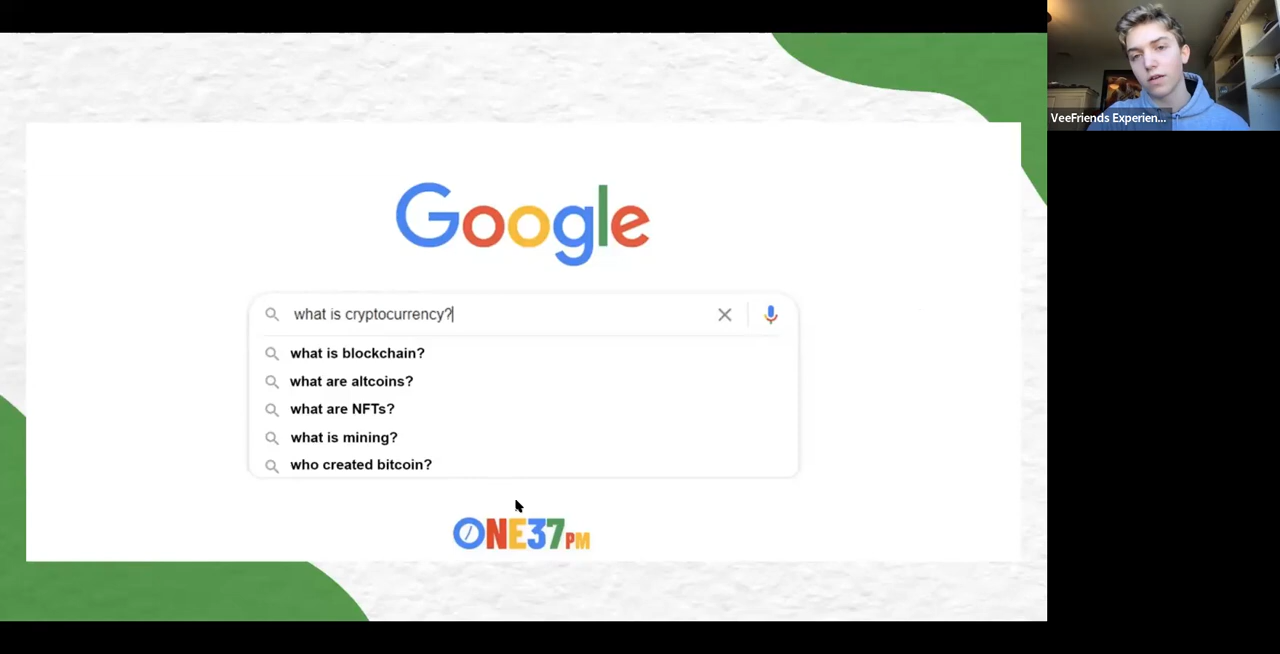 Google
what is cryptocurrency?
what is blockchain?
what are altcoins?
what are NFTs?
what is mining?
who created bitcoin?
ONE37PM
VeeFriends Experien...